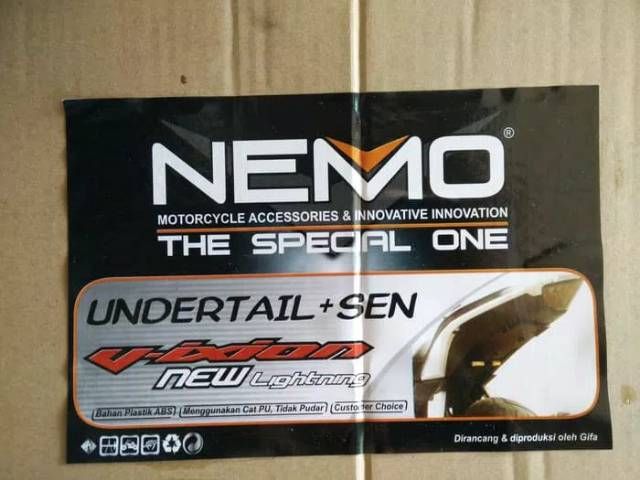 NEMO®
MOTORCYCLE ACCESSORIES & INNOVATIVE INNOVATION
THE SPECIAL ONE
UNDERTAIL + SEN
V-ixion
NEW Lightning
Bahan Plastik ABS Menggunakan Cat PU, Tidak Pudar Customer Choice
Dirancang & diproduksi oleh Gifa